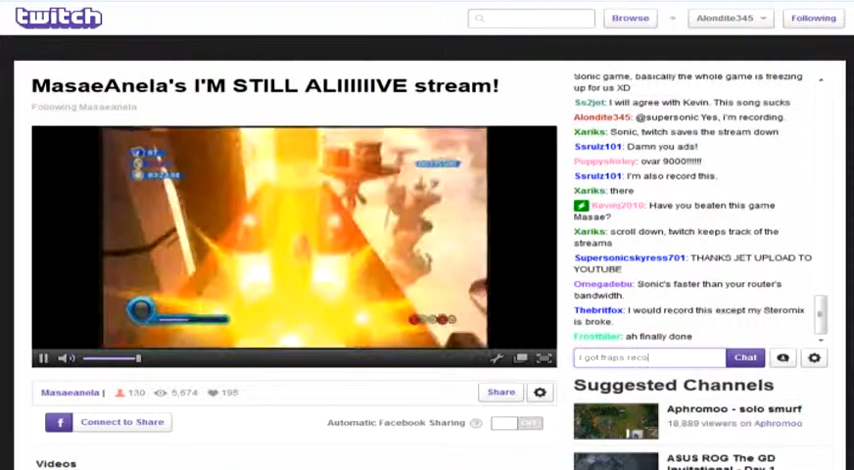 twitch
Browse
Alondite345
Following
MasaeAnela's I'M STILL ALIIIIIIVE stream!
Following Masaeanela
Sonic game, basically the whole game is freezing
up for us XD
Ss2jet: I will agree with Kevin. This song sucks
Alondite345: @supersonic Yes, i'm recording.
Xariks: Sonic, twitch saves the stream down
Ssrulz101: Damn you ads!
Puppyshirley: ovar 9000!!!!!!
Ssrulz101: I'm also record this.
Xariks: there
Kevinj2010: Have you beaten this game
Masae?
Xariks: scroll down, twitch keeps track of the
streams
Supersonicskyress701: THANKS JET UPLOAD TO
YOUTUBE
Omegadebu: Sonic's faster than your router's
bandwidth.
Thebritfox: I would record this except my Steromix
is broke.
Frostbiter: ah finally done
I got fraps reco
Chat
Masaeanela | 130 5,674 195
Share
f Connect to Share
Automatic Facebook Sharing ? OFF
Videos
Suggested Channels
Aphromoo - solo smurf
18,889 viewers on Aphromoo
ASUS ROG The GD
Invitational - Day 1